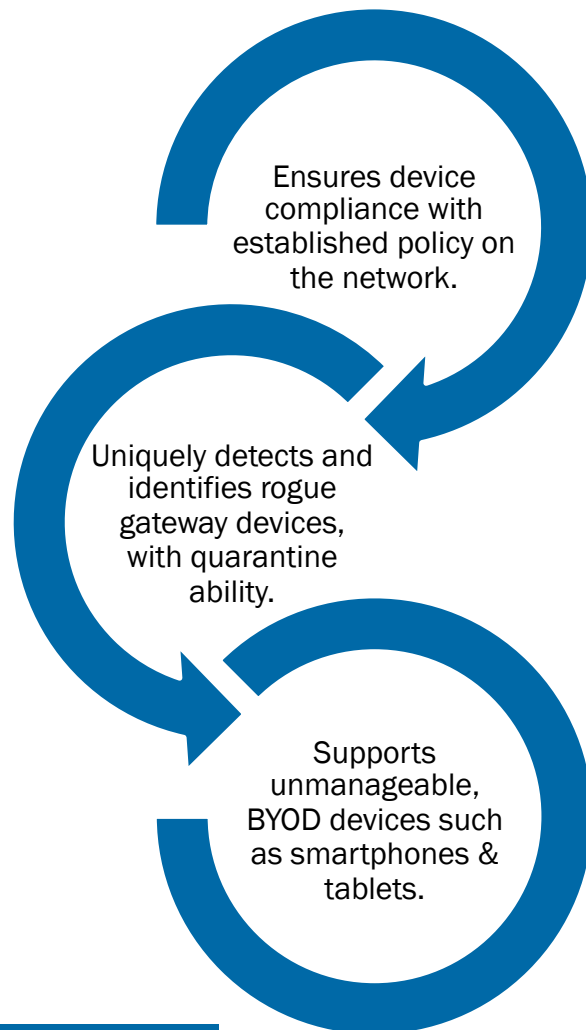 Ensures device
compliance with
established policy on
the network.
Uniquely detects and
identifies rogue
gateway devices,
with quarantine
ability.
Supports
unmanageable,
BYOD devices such
as smartphones &
tablets.